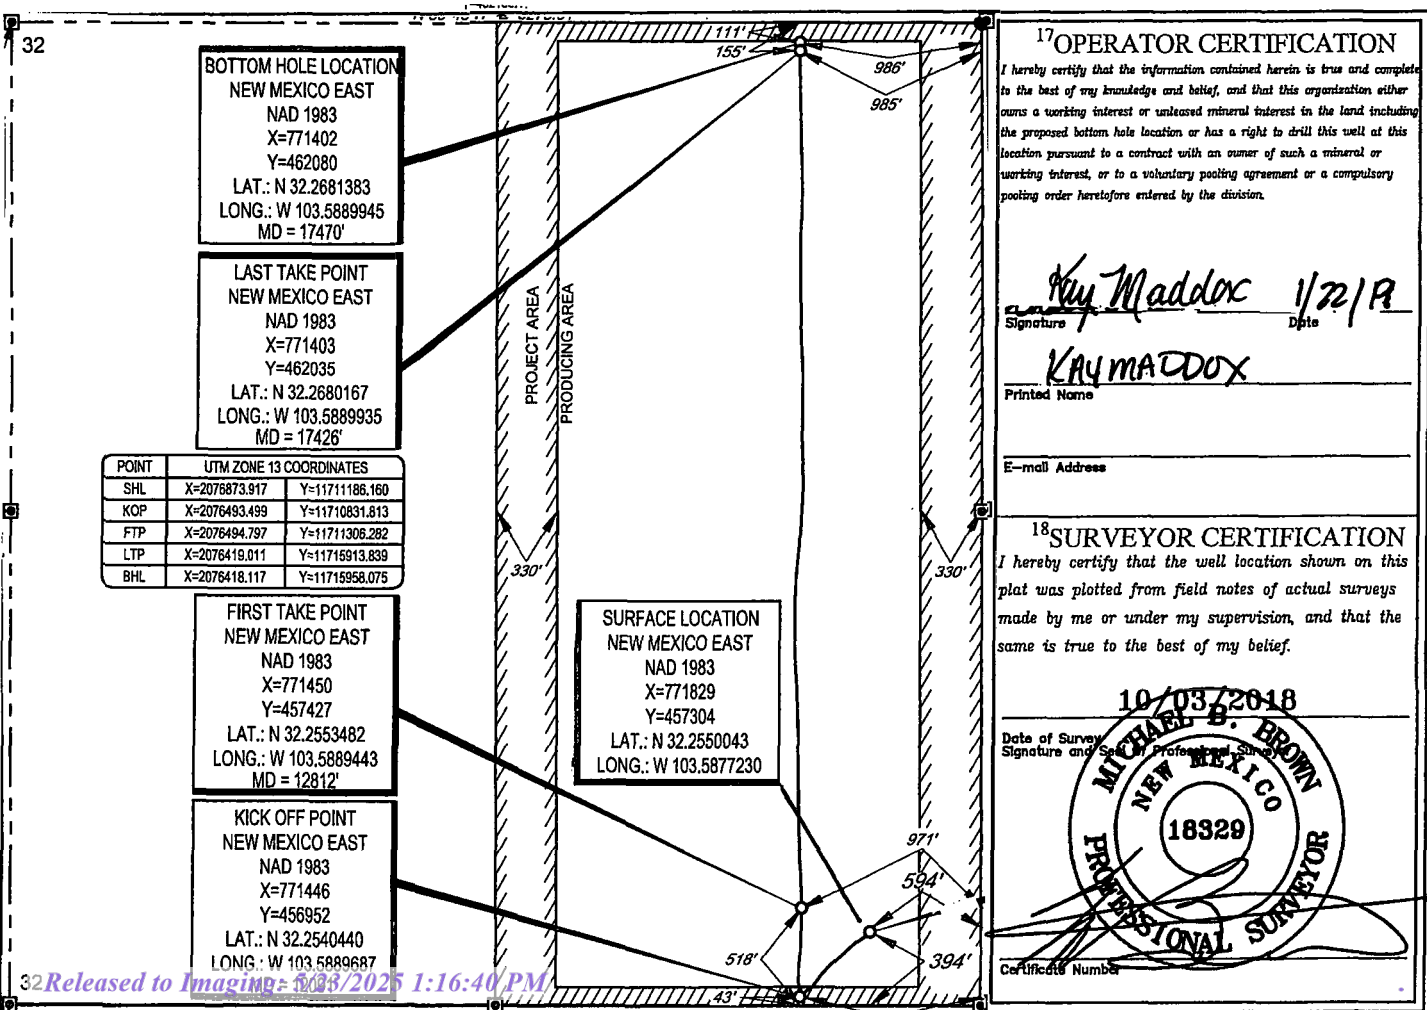 32
BOTTOM HOLE LOCATION
NEW MEXICO EAST
NAD 1983
X=771402
Y=462080
LAT.: N 32.2681383
LONG.: W 103.5889945
MD = 17470'
LAST TAKE POINT
NEW MEXICO EAST
NAD 1983
X=771403
Y=462035
LAT.: N 32.2680167
LONG.: W 103.5889935
MD = 17426'
POINT UTM ZONE 13 COORDINATES
SHL X=2076873.917 Y=11711186.160
KOP X=2076493.499 Y=11710831.813
FTP X=2076494.797 Y=11711306.282
LTP X=2076419.011 Y=11715913.839
BHL X=2076418.117 Y=11715958.075
FIRST TAKE POINT
NEW MEXICO EAST
NAD 1983
X=771450
Y=457427
LAT.: N 32.2553482
LONG.: W 103.5889443
MD = 12812'
KICK OFF POINT
NEW MEXICO EAST
NAD 1983
X=771446
Y=456952
LAT.: N 32.2540440
LONG.: W 103.5889687
32
Released to Imaging: 5/23/2025 1:16:40 PM
111'
155'
986'
985'
PROJECT AREA
PRODUCING AREA
330'
330'
SURFACE LOCATION
NEW MEXICO EAST
NAD 1983
X=771829
Y=457304
LAT.: N 32.2550043
LONG.: W 103.5877230
971'
594'
518'
394'
43'
17OPERATOR CERTIFICATION
I hereby certify that the information contained herein is true and complete
to the best of my knowledge and belief, and that this organization either
owns a working interest or unleased mineral interest in the land including
the proposed bottom hole location or has a right to drill this well at this
location pursuant to a contract with an owner of such a mineral or
working interest, or to a voluntary pooling agreement or a compulsory
pooling order heretofore entered by the division.
Kay Maddox 1/22/19
Signature Date
KAY MADDOX
Printed Name
E-mail Address
18SURVEYOR CERTIFICATION
I hereby certify that the well location shown on this
plat was plotted from field notes of actual surveys
made by me or under my supervision, and that the
same is true to the best of my belief.
10/03/2018
Date of Survey
Signature and Seal of Professional Surveyor
MICHAEL B. BROWN
NEW MEXICO
18329
PROFESSIONAL SURVEYOR
Certificate Number